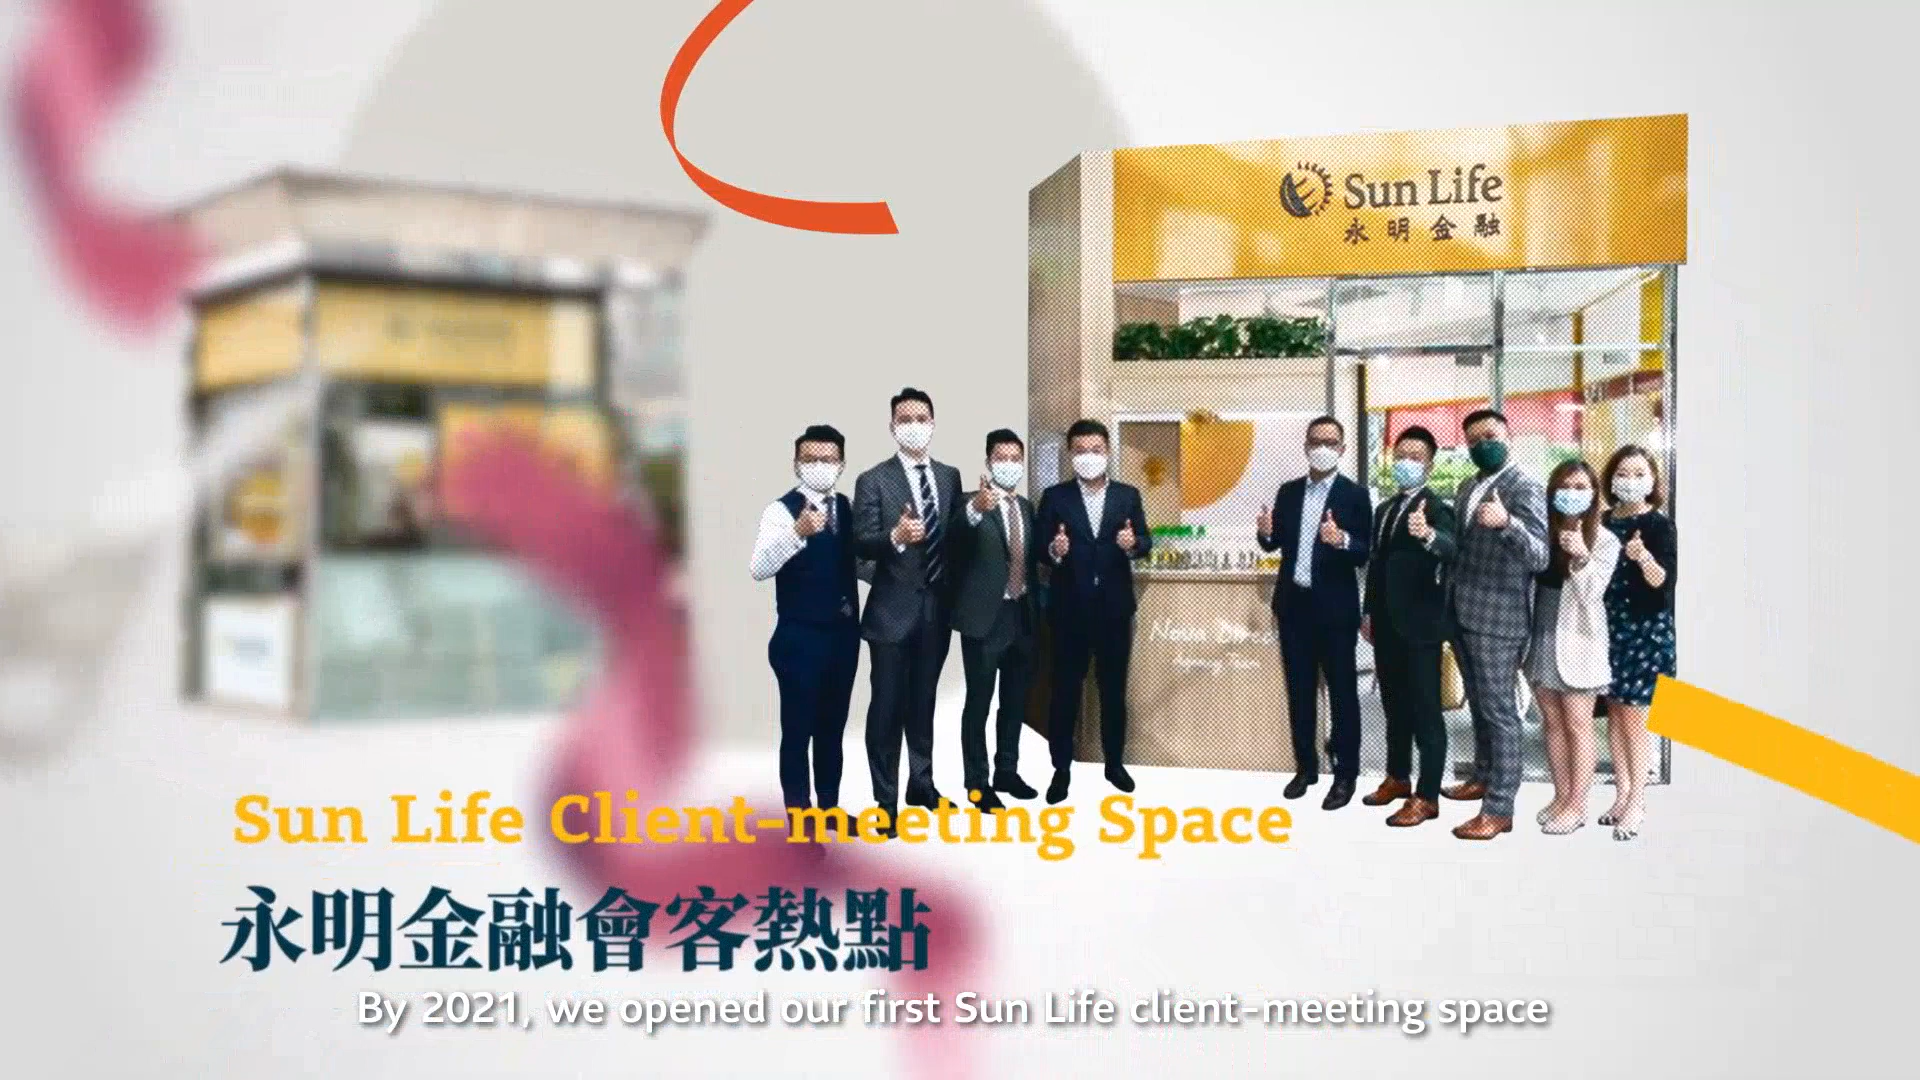 Sun Life
永明金融
Sun Life Client-meeting Space
永明金融會客熱點
By 2021, we opened our first Sun Life client-meeting space